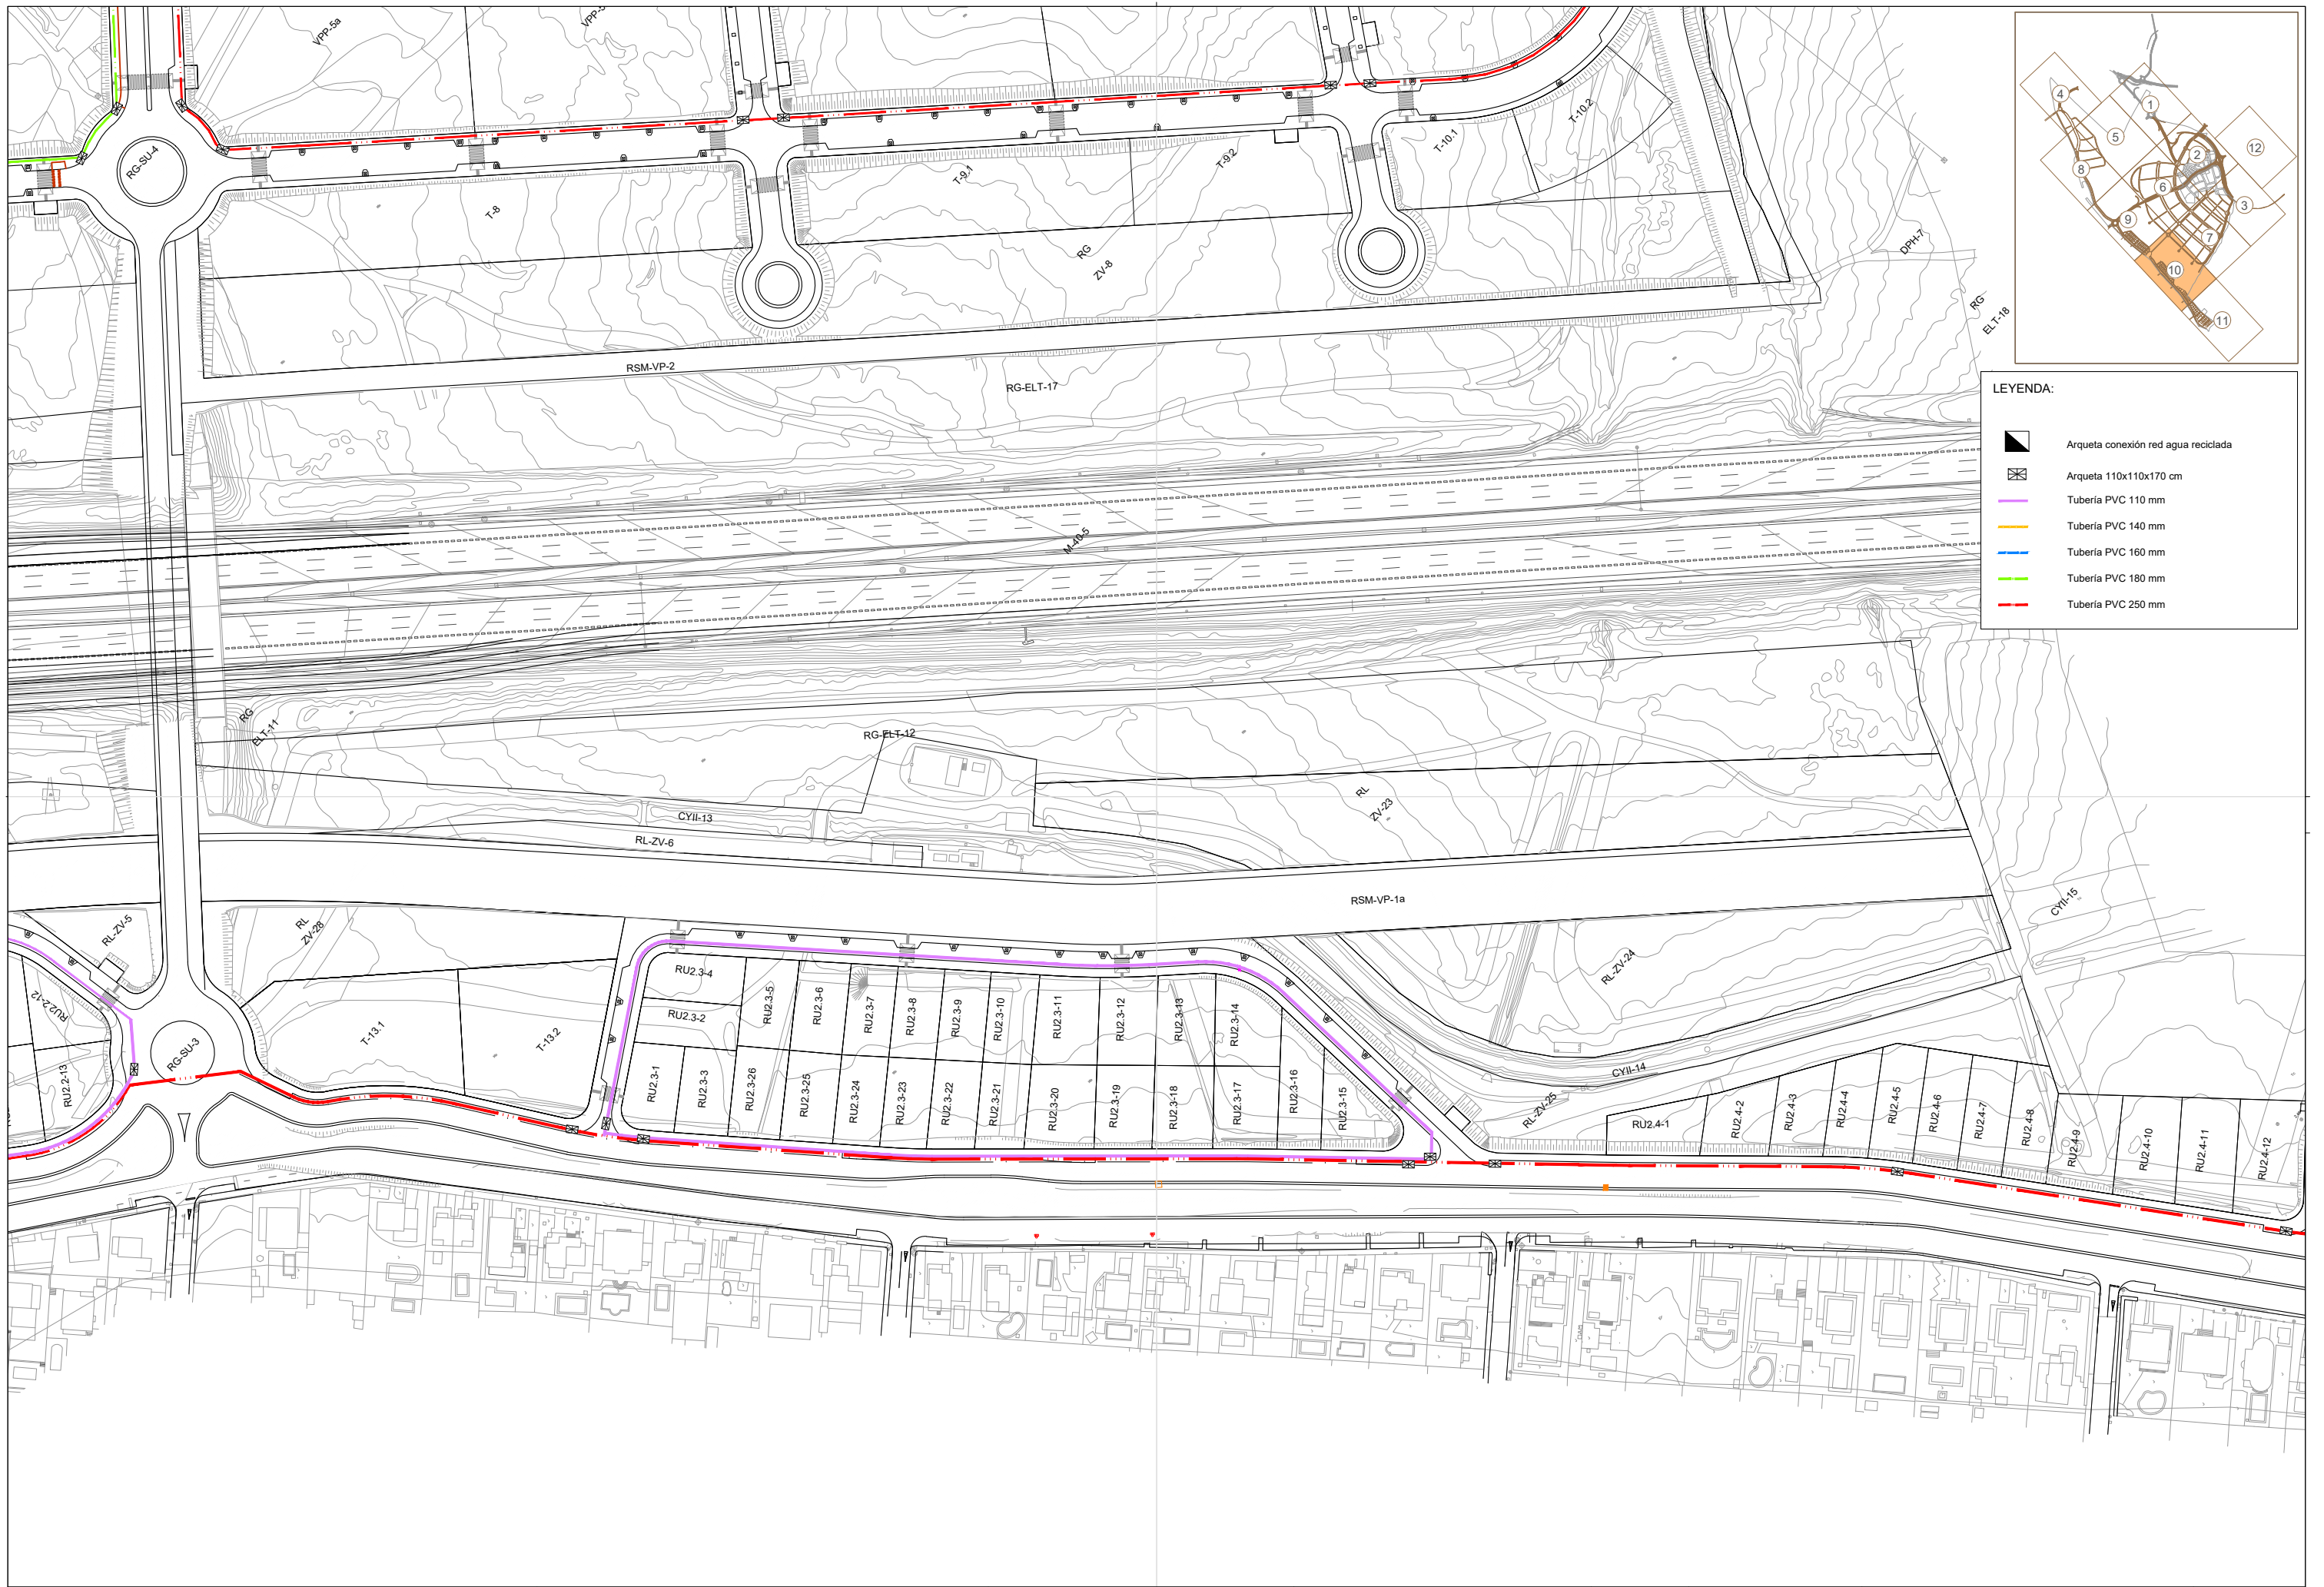 VPP-5a
RG-SU-4
T-8
T-9.1
T-9.2
T-10.1
T-10.2
RG
ZV-8
DPH-7
RG
ELT-18
RSM-VP-2
RG-ELT-17
M-40-5
RG
ELT-11
RG-ELT-12
CYII-13
RL-ZV-6
RL
ZV-23
RSM-VP-1a
CYII-15
RL-ZV-5
RL
ZV-28
RL-ZV-24
RL-ZV-25
CYII-14
RU22-12
RU2.2-13
RG-SU-3
T-13.1
T-13.2
RU2.3-4
RU2.3-2
RU2.3-5
RU2.3-6
RU2.3-7
RU2.3-8
RU2.3-9
RU2.3-10
RU2.3-11
RU2.3-12
RU2.3-13
RU2.3-14
RU2.3-1
RU2.3-3
RU2.3-26
RU2.3-25
RU2.3-24
RU2.3-23
RU2.3-22
RU2.3-21
RU2.3-20
RU2.3-19
RU2.3-18
RU2.3-17
RU2.3-16
RU2.3-15
RU2.4-1
RU2.4-2
RU2.4-3
RU2.4-4
RU2.4-5
RU2.4-6
RU2.4-7
RU2.4-8
RU2.4-9
RU2.4-10
RU2.4-11
RU2.4-12
1
2
3
4
5
6
7
8
9
10
11
12
LEYENDA:
Arqueta conexión red agua reciclada
Arqueta 110x110x170 cm
Tubería PVC 110 mm
Tubería PVC 140 mm
Tubería PVC 160 mm
Tubería PVC 180 mm
Tubería PVC 250 mm